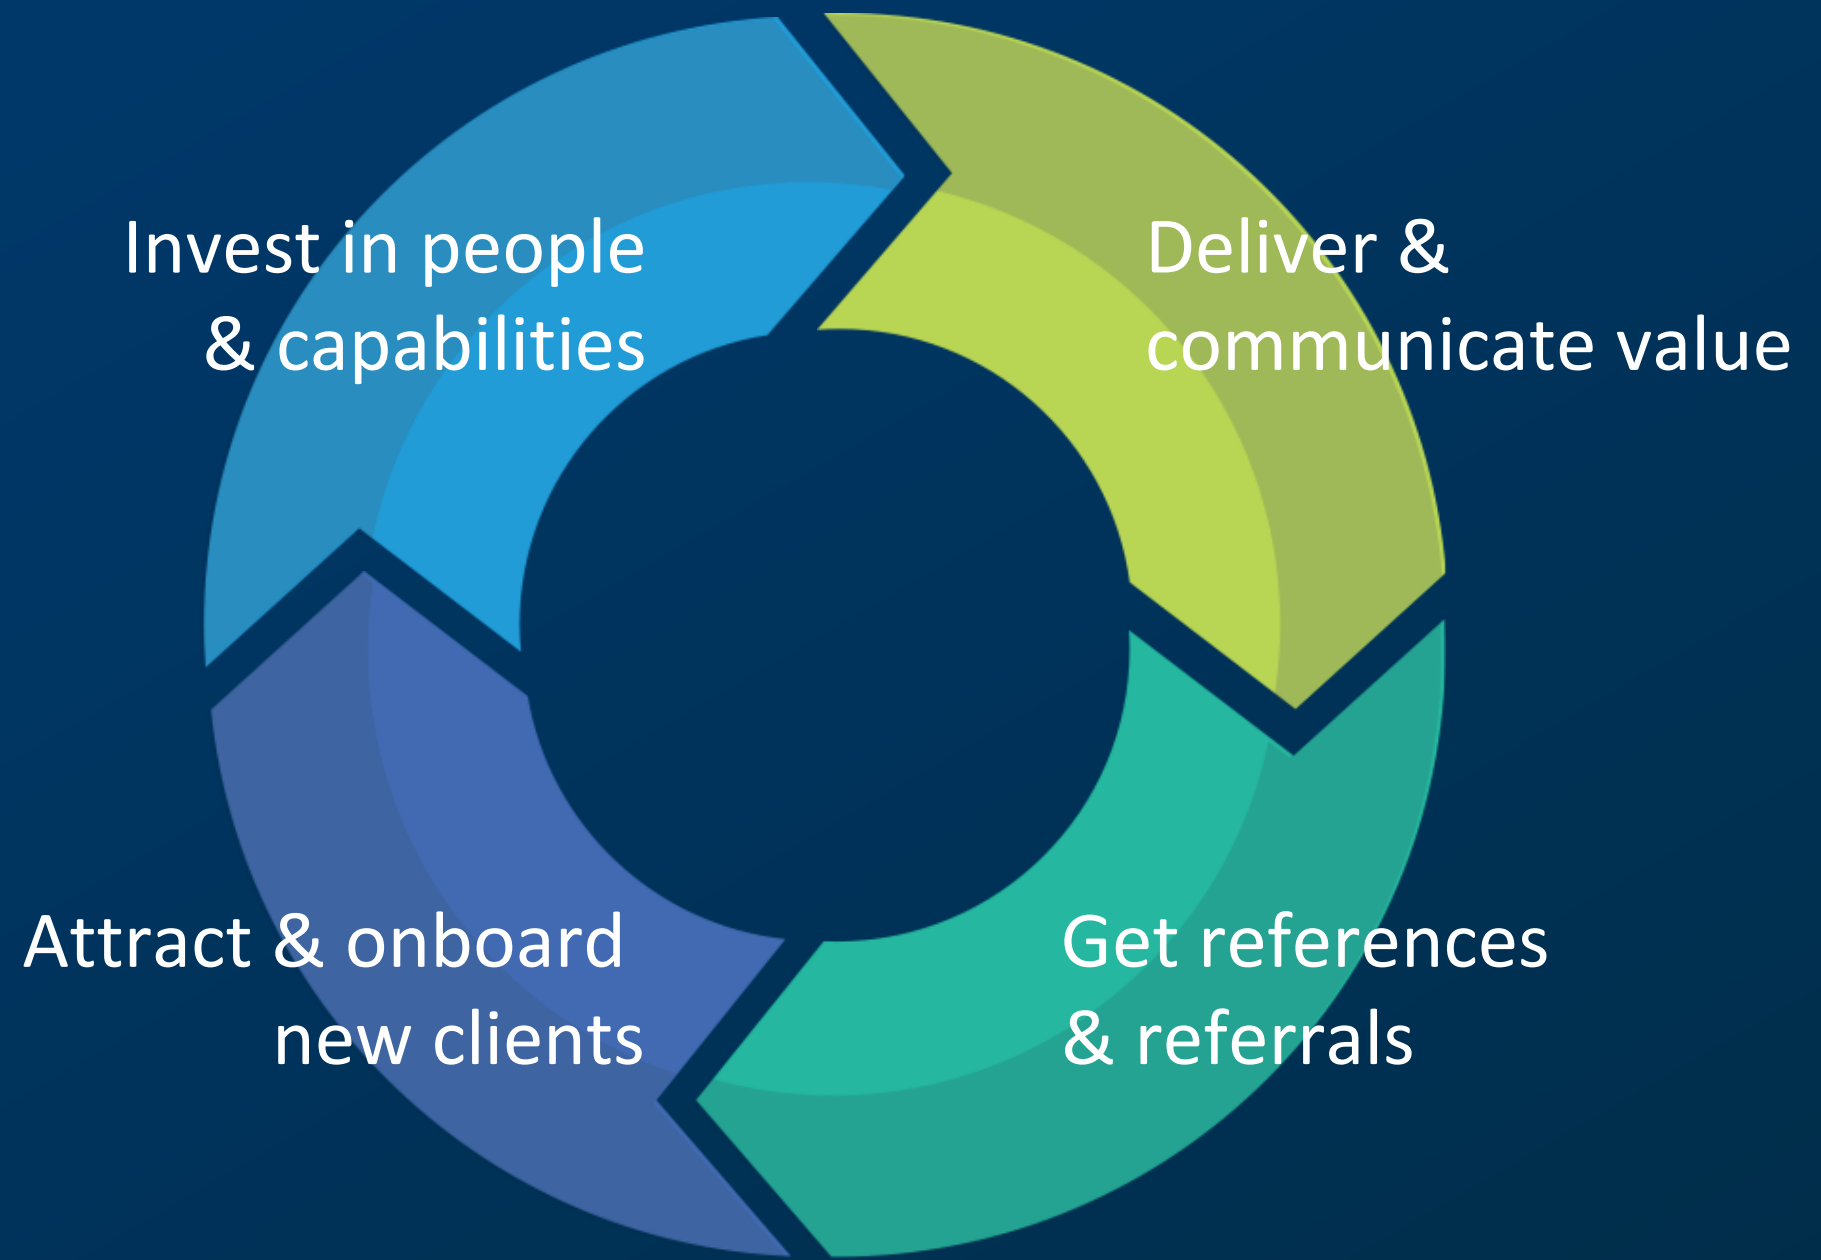 Invest in people
& capabilities
Deliver &
communicate value
Attract & onboard
new clients
Get references
& referrals